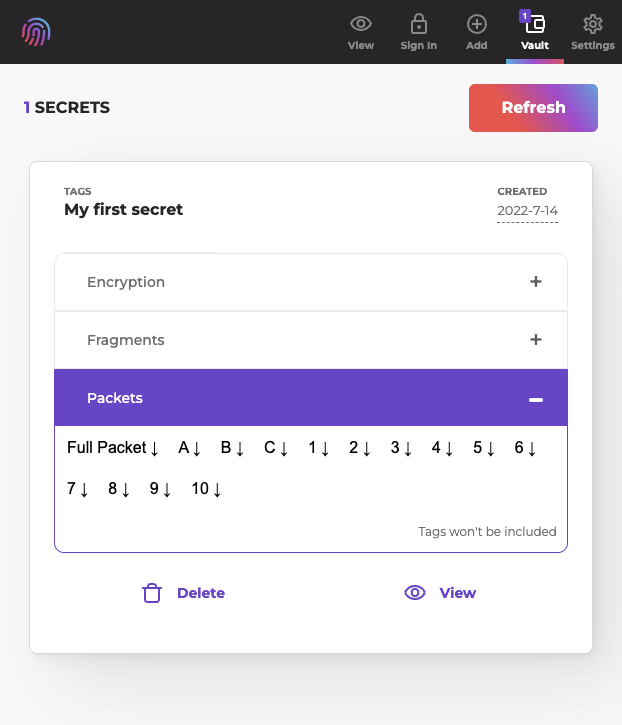 1
View Sign In Add Vault Settings
1 SECRETS
Refresh
TAGS
My first secret
CREATED
2022-7-14
Encryption +
Fragments +
Packets −
Full Packet ↓ A ↓ B ↓ C ↓ 1 ↓ 2 ↓ 3 ↓ 4 ↓ 5 ↓ 6 ↓
7 ↓ 8 ↓ 9 ↓ 10 ↓
Tags won't be included
Delete View